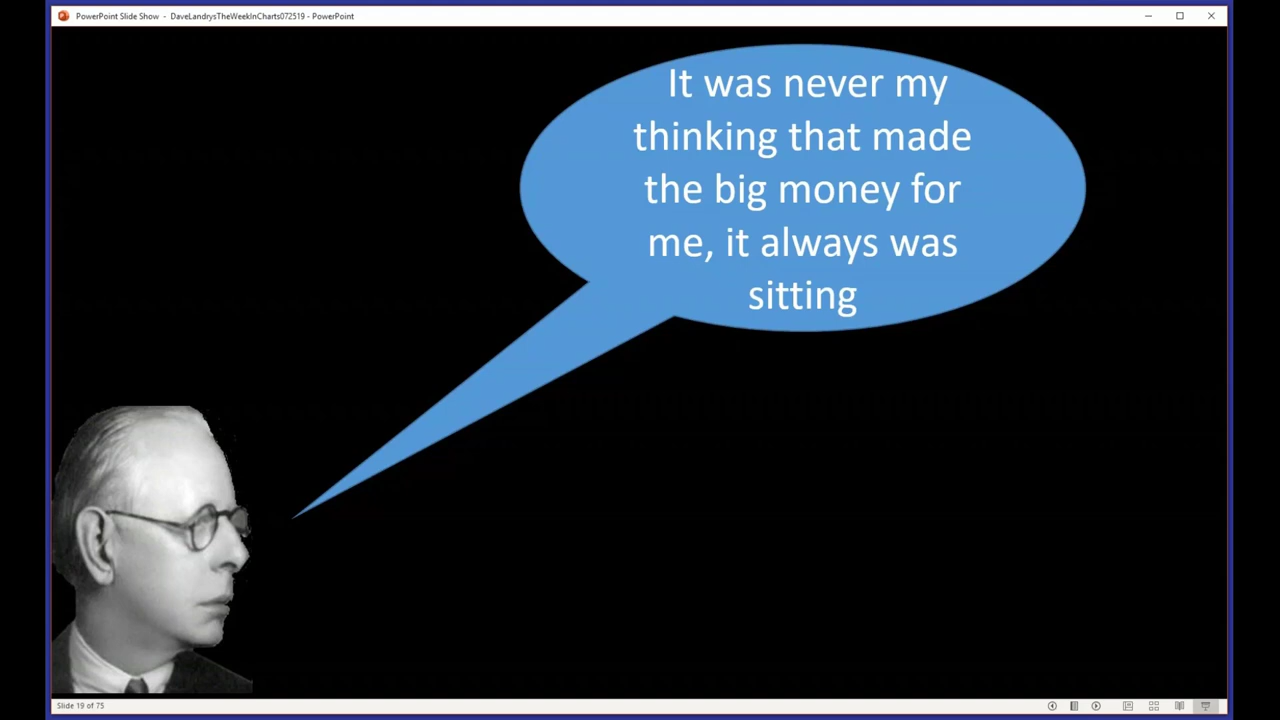 PowerPoint Slide Show - DaveLandrysTheWeekInCharts072519 - PowerPoint
It was never my
thinking that made
the big money for
me, it always was
sitting
Slide 19 of 75